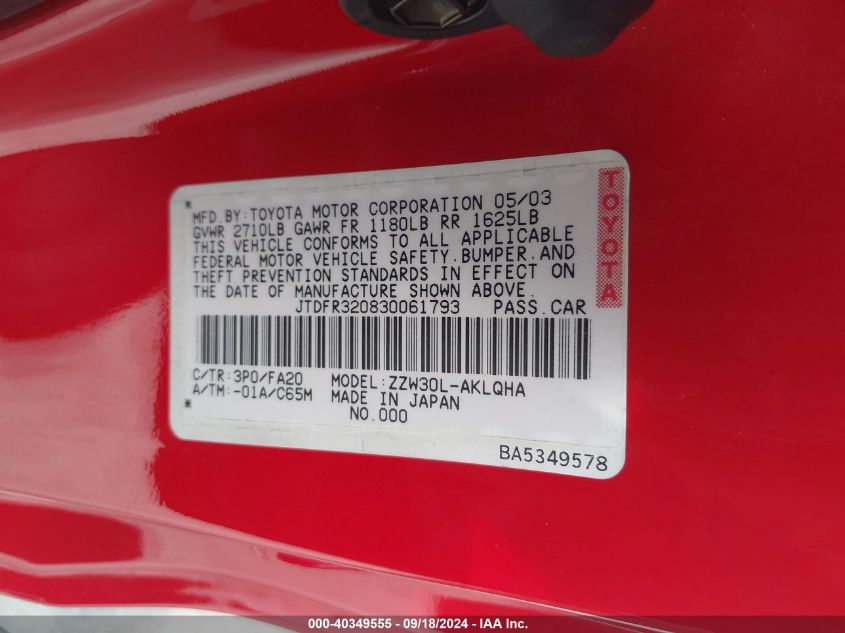 MFD.BY:TOYOTA MOTOR CORPORATION 05/03
GVWR 2710LB GAWR FR 1180LB RR 1625LB
THIS VEHICLE CONFORMS TO ALL APPLICABLE
FEDERAL MOTOR VEHICLE SAFETY.BUMPER.AND
THEFT PREVENTION STANDARDS IN EFFECT ON
THE DATE OF MANUFACTURE SHOWN ABOVE.
JTDFR320830061793 PASS.CAR
C/TR:3P0/FA20 MODEL:ZZW30L-AKLQHA
A/TM:-01A/C65M MADE IN JAPAN
NO.000
BA5349578
TOYOTA
000-40349555 - 09/18/2024 - IAA Inc.